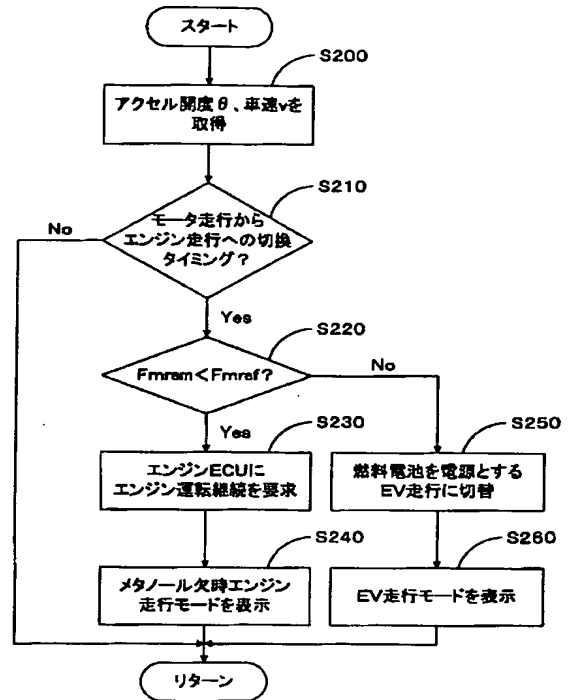 スタート
S200
アクセル開度θ、車速vを
取得
S210
モータ走行から
エンジン走行への切換
タイミング？
No
Yes
S220
Fmrem＜Fmref?
No
Yes
S230
エンジンECUに
エンジン運転継続を要求
S250
燃料電池を電源とする
EV走行に切替
S240
メタノール欠時エンジン
走行モードを表示
S260
EV走行モードを表示
リターン